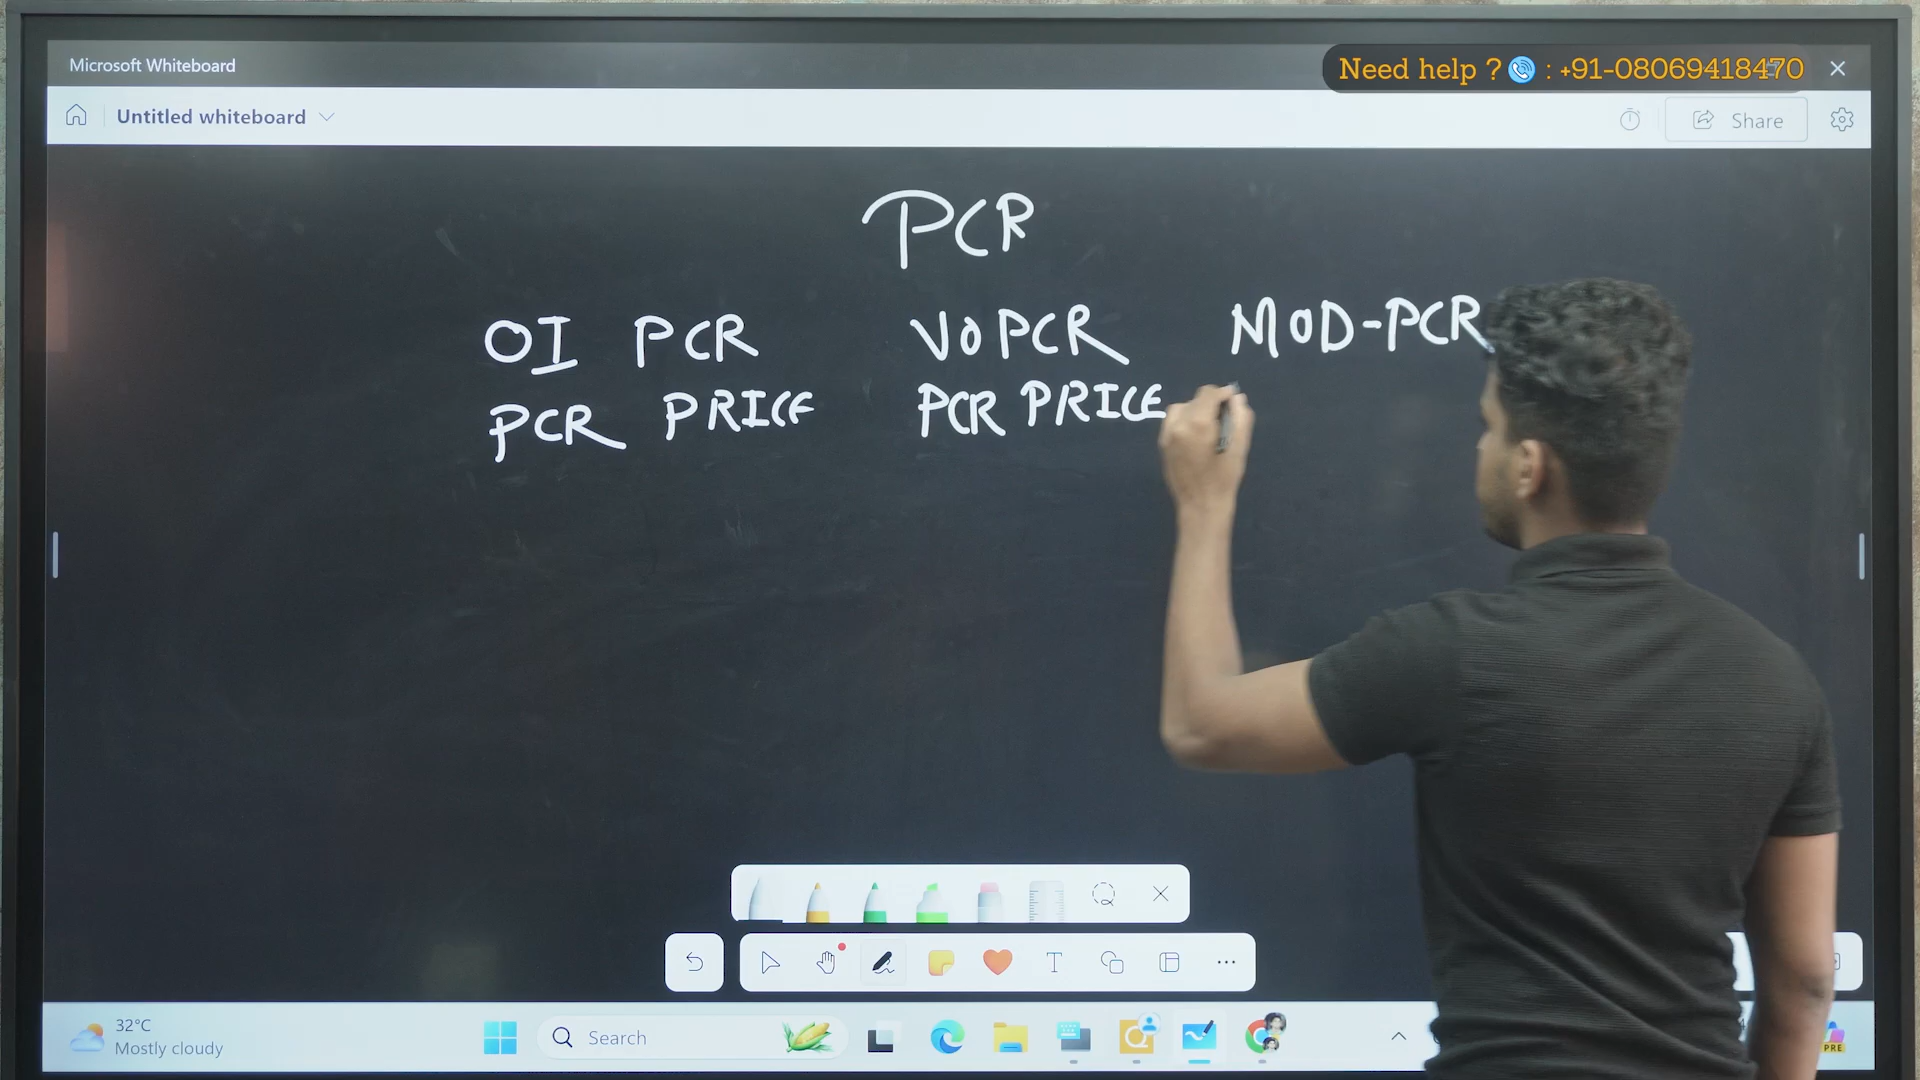 Microsoft Whiteboard
Need help ? : +91-08069418470
Untitled whiteboard
Share
PCR
OI PCR VOPCR MOD-PCR
PCR PRICE PCR PRICE
32°C
Mostly cloudy
Search
PRE